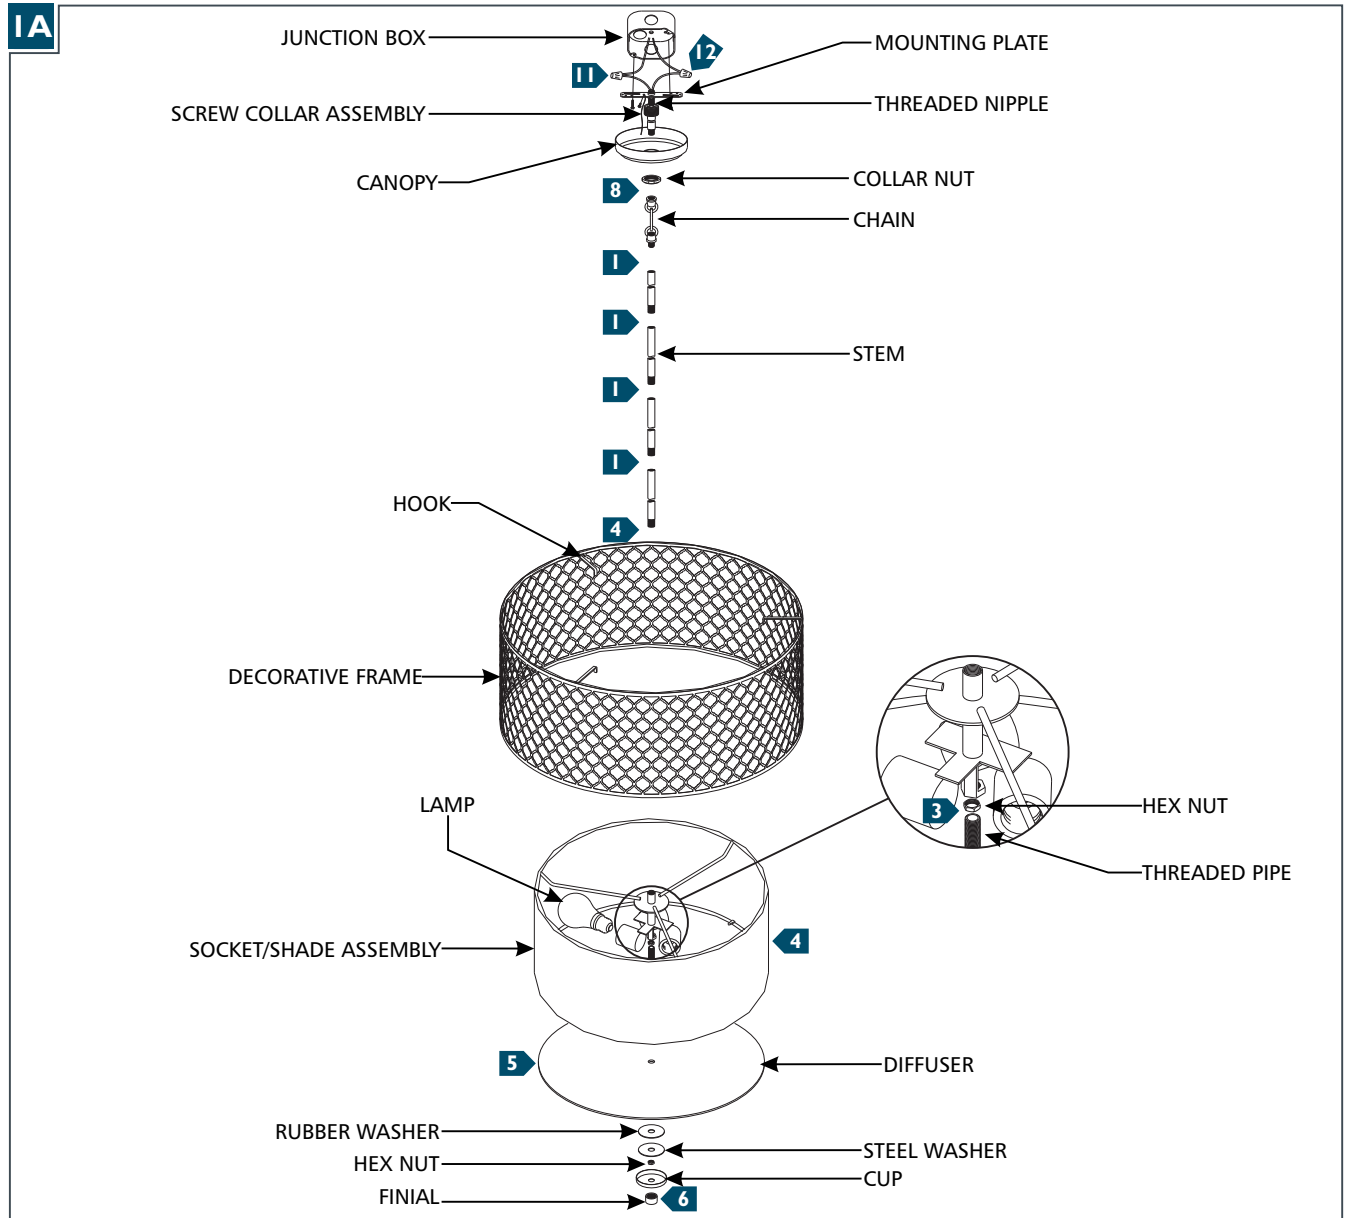 1A
JUNCTION BOX
12
MOUNTING PLATE
11
THREADED NIPPLE
SCREW COLLAR ASSEMBLY
CANOPY
COLLAR NUT
8
CHAIN
1
1
STEM
1
1
HOOK
4
DECORATIVE FRAME
LAMP
3
HEX NUT
THREADED PIPE
SOCKET/SHADE ASSEMBLY
4
5
DIFFUSER
RUBBER WASHER
STEEL WASHER
HEX NUT
CUP
FINIAL
6